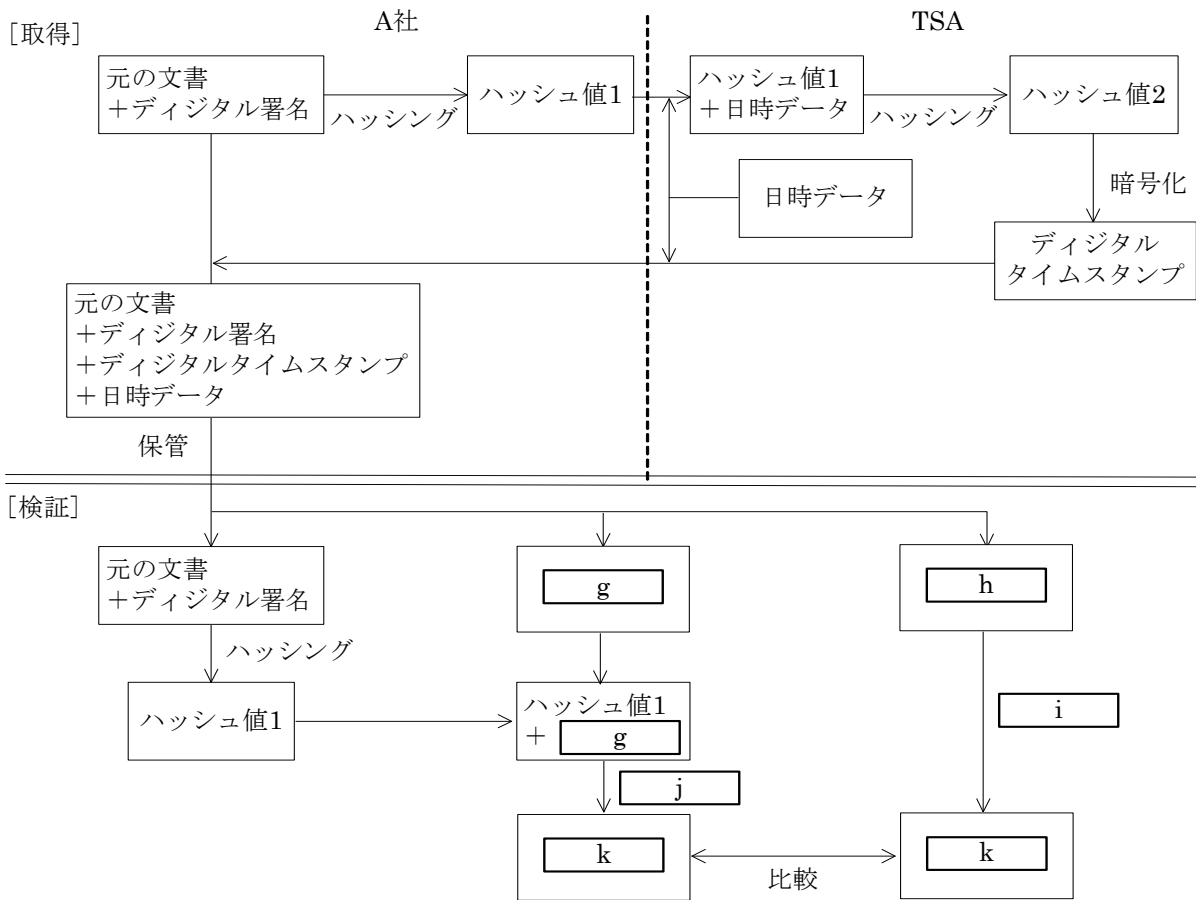 A社
TSA
[取得]
元の文書
+ディジタル署名
ハッシング
ハッシュ値1
ハッシュ値1
+日時データ
ハッシング
ハッシュ値2
日時データ
暗号化
ディジタル
タイムスタンプ
元の文書
+ディジタル署名
+ディジタルタイムスタンプ
+日時データ
保管
[検証]
元の文書
+ディジタル署名
g
h
ハッシング
ハッシュ値1
ハッシュ値1
+ g
i
j
k
比較
k